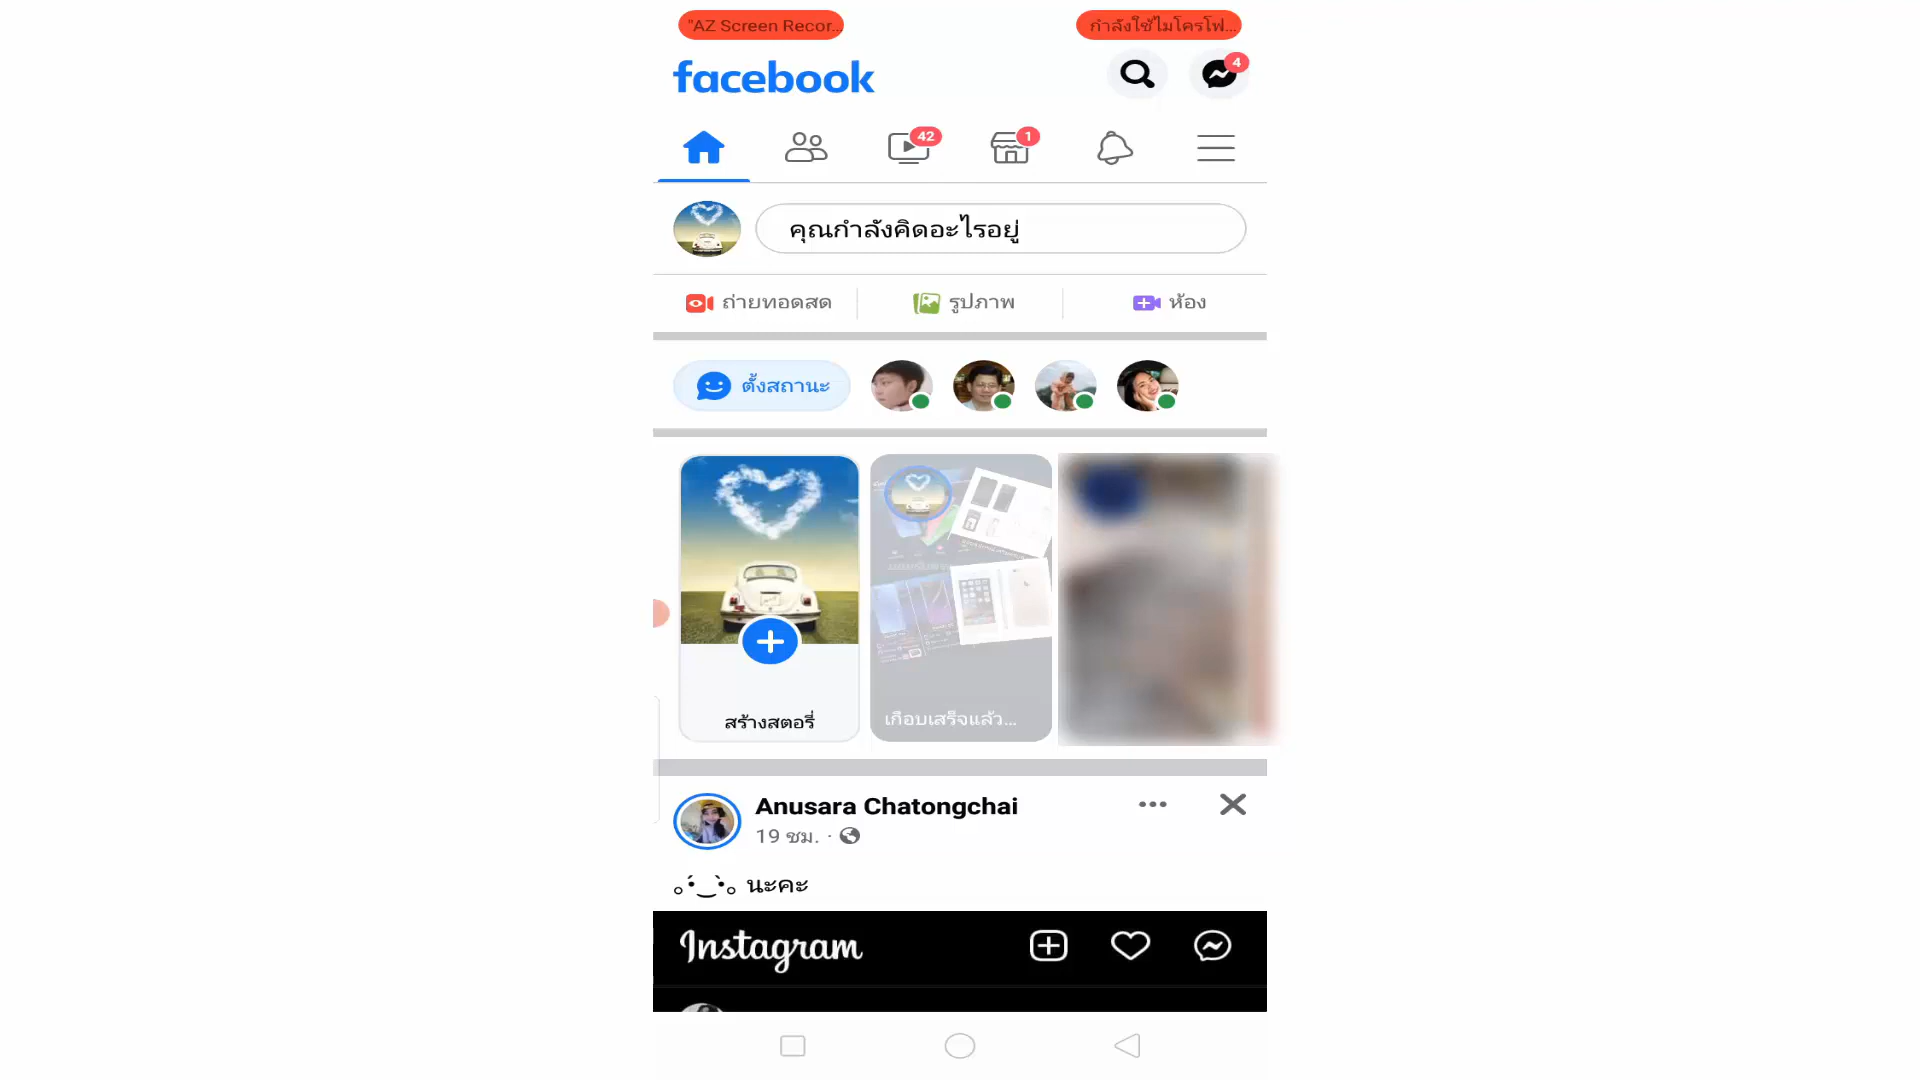 "AZ Screen Recor...
กำลังใช้ไมโครโฟ...
facebook
4
42
1
คุณกำลังคิดอะไรอยู่
ถ่ายทอดสด
รูปภาพ
ห้อง
ตั้งสถานะ
สร้างสตอรี่
เกือบเสร็จแล้ว...
Anusara Chatongchai
19 ชม. ·
นะคะ
Instagram